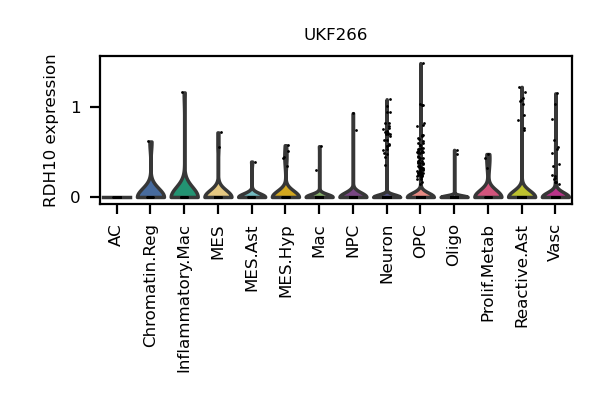 UKF266
RDH10 expression
1
0
AC
Chromatin.Reg
Inflammatory.Mac
MES
MES.Ast
MES.Hyp
Mac
NPC
Neuron
OPC
Oligo
Prolif.Metab
Reactive.Ast
Vasc